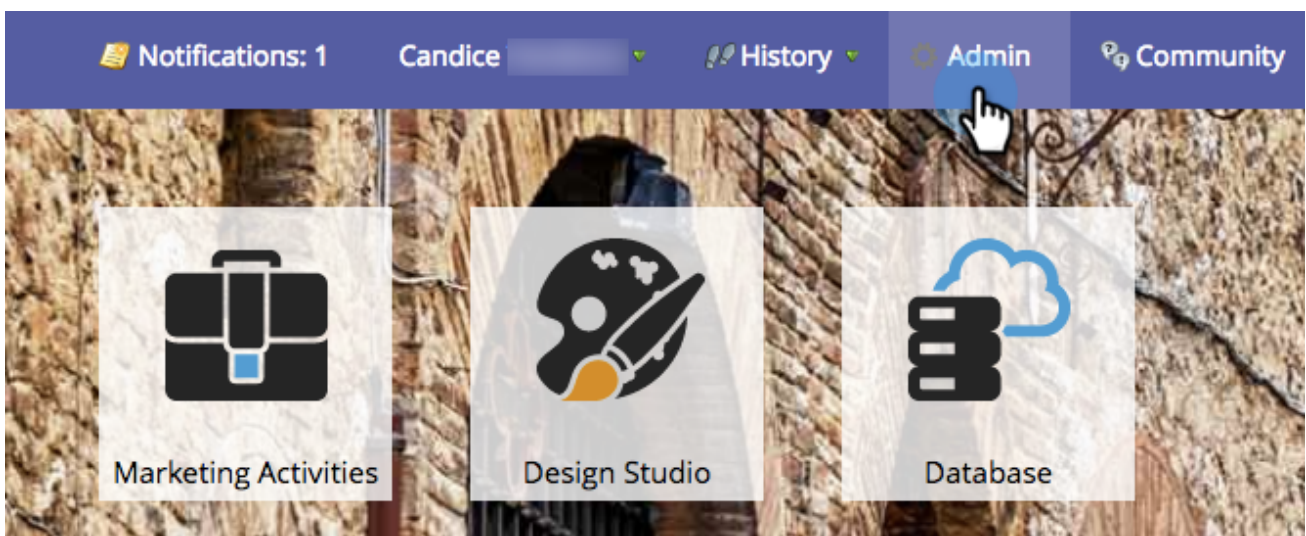 Notifications: 1 Candice History Admin Community
Marketing Activities Design Studio Database